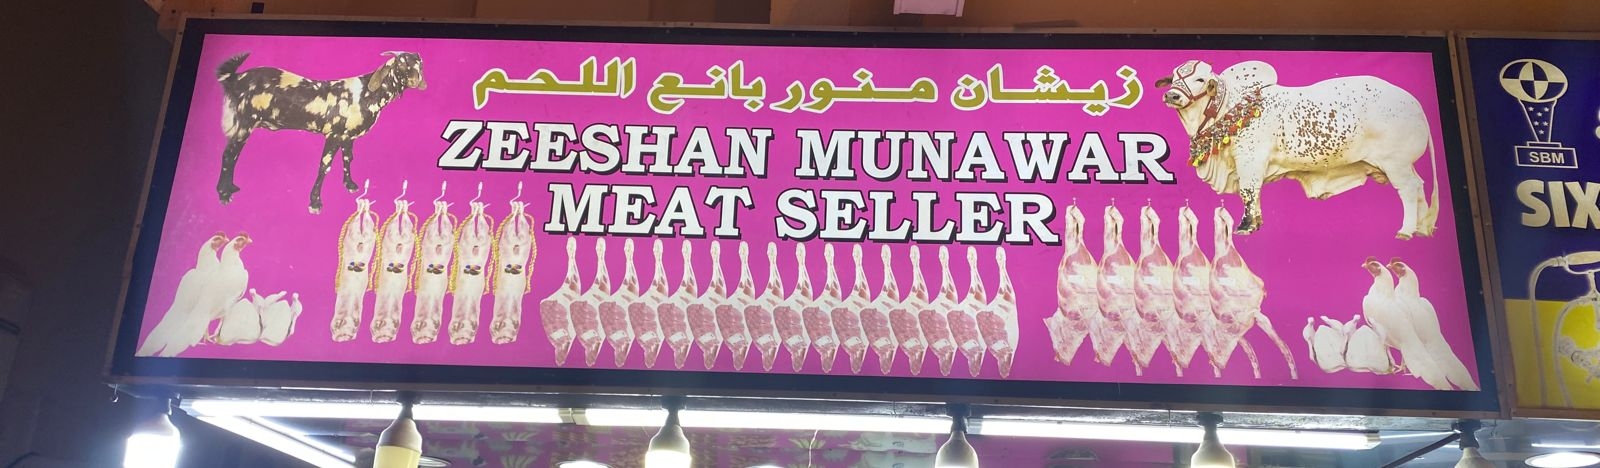 زيشان منور بائع اللحم
ZEESHAN MUNAWAR
MEAT SELLER
SBM
SIX